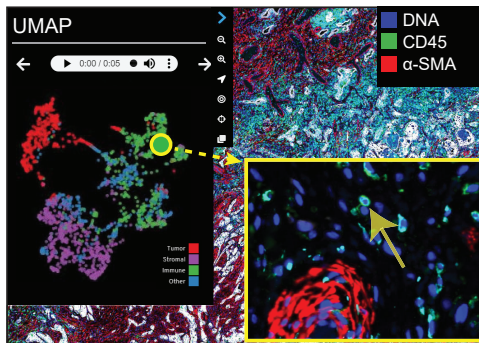 UMAP
0:00 / 0:05
Tumor
Stromal
Immune
Other
DNA
CD45
α-SMA